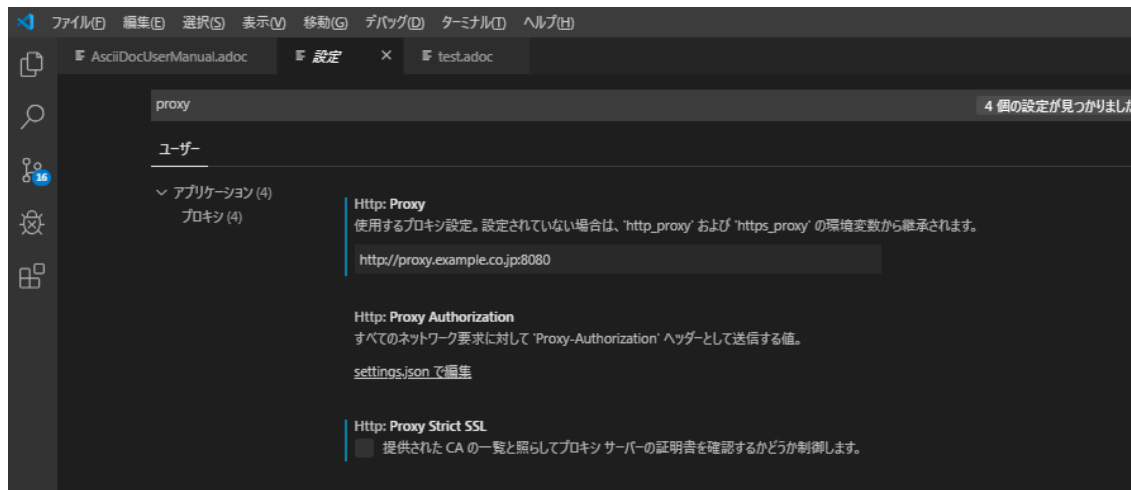 ファイル(F) 編集(E) 選択(S) 表示(V) 移動(G) デバッグ(D) ターミナル(T) ヘルプ(H)
AsciiDocUserManual.adoc 設定 test.adoc
proxy 4 個の設定が見つかりました
ユーザー
アプリケーション (4)
プロキシ (4)
Http: Proxy
使用するプロキシ設定。設定されていない場合は、'http_proxy' および 'https_proxy' の環境変数から継承されます。
http://proxy.example.co.jp:8080
Http: Proxy Authorization
すべてのネットワーク要求に対して 'Proxy-Authorization' ヘッダーとして送信する値。
settings.json で編集
Http: Proxy Strict SSL
提供された CA の一覧と照らしてプロキシ サーバーの証明書を確認するかどうか制御します。
16